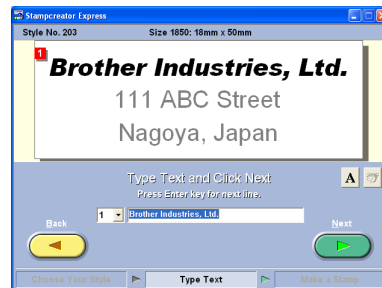 Stampcreator Express
Style No. 203 Size 1850: 18mm x 50mm
1
Brother Industries, Ltd.
111 ABC Street
Nagoya, Japan
Type Text and Click Next
A
Press Enter key for next line.
1 Brother Industries, Ltd.
Back Next
Choose Your Style Type Text Make a Stamp